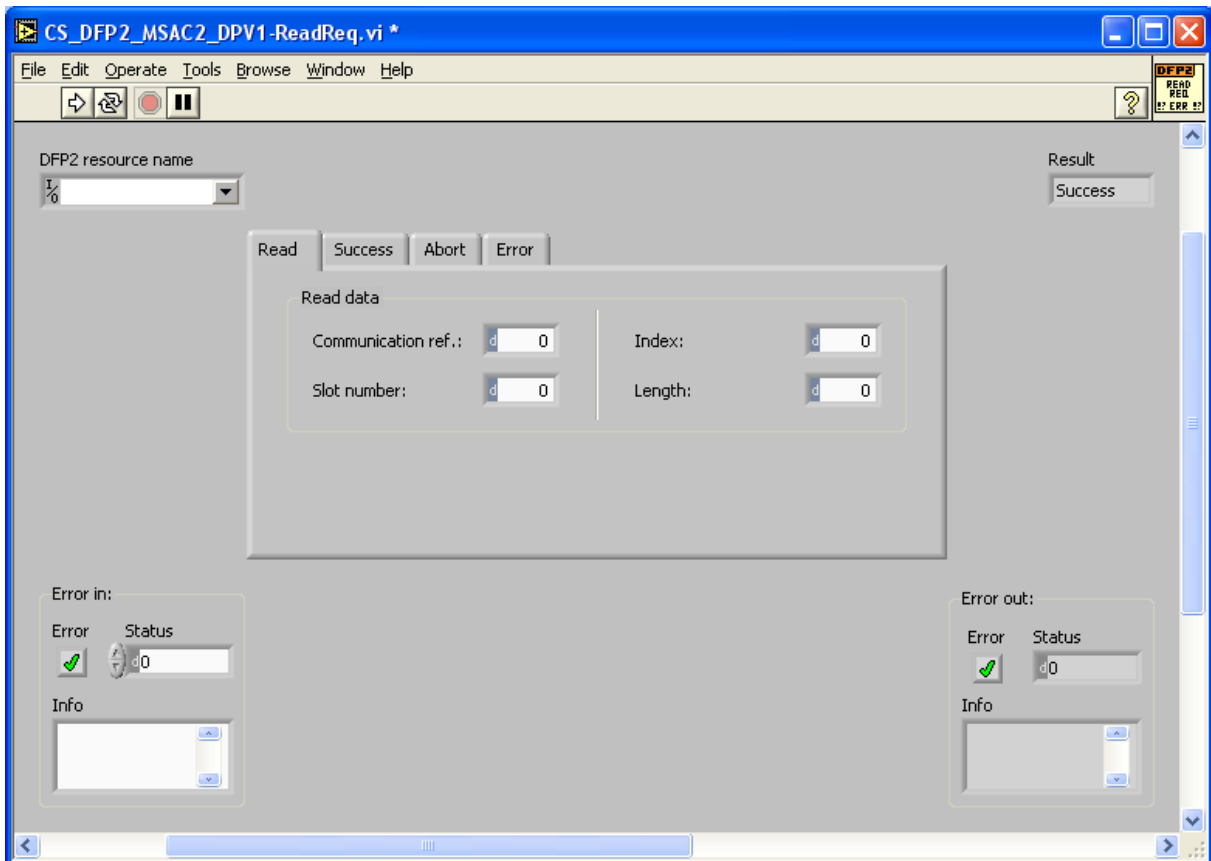 CS_DFP2_MSAC2_DPV1-ReadReq.vi *
File Edit Operate Tools Browse Window Help
DFP2
READ
REQ
!? ERR !?
DFP2 resource name
I/O
Result
Success
Read Success Abort Error
Read data
Communication ref.: d 0 Index: d 0
Slot number: d 0 Length: d 0
Error in:
Error Status
d0
Info
Error out:
Error Status
d0
Info